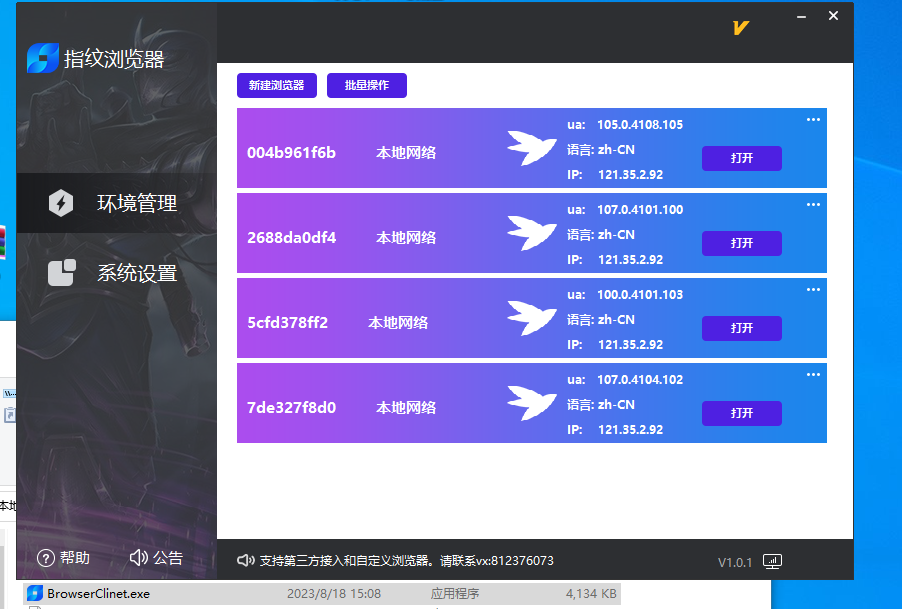 指纹浏览器
新建浏览器 批量操作
004b961f6b 本地网络 ua: 105.0.4108.105 语言: zh-CN IP: 121.35.2.92 打开
2688da0df4 本地网络 ua: 107.0.4101.100 语言: zh-CN IP: 121.35.2.92 打开
5cfd378ff2 本地网络 ua: 100.0.4101.103 语言: zh-CN IP: 121.35.2.92 打开
7de327f8d0 本地网络 ua: 107.0.4104.102 语言: zh-CN IP: 121.35.2.92 打开
环境管理
系统设置
本地
帮助 公告
支持第三方接入和自定义浏览器。请联系vx:812376073 V1.0.1
BrowserClinet.exe 2023/8/18 15:08 应用程序 4,134 KB